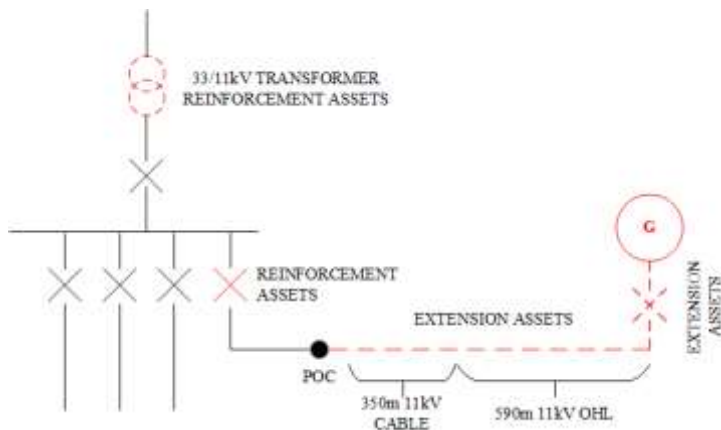 33/11kV TRANSFORMER
REINFORCEMENT ASSETS
G
REINFORCEMENT
ASSETS
EXTENSION ASSETS
EXTENSION
ASSETS
POC
350m 11kV
CABLE
590m 11kV OHL